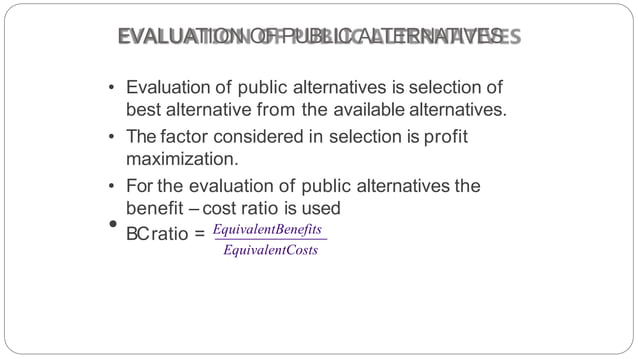 EVALUATION OF PUBLIC ALTERNATIVES
• Evaluation of public alternatives is selection of
best alternative from the available alternatives.
• The factor considered in selection is profit
maximization.
• For the evaluation of public alternatives the
benefit – cost ratio is used
• BC ratio = EquivalentBenefits
EquivalentCosts